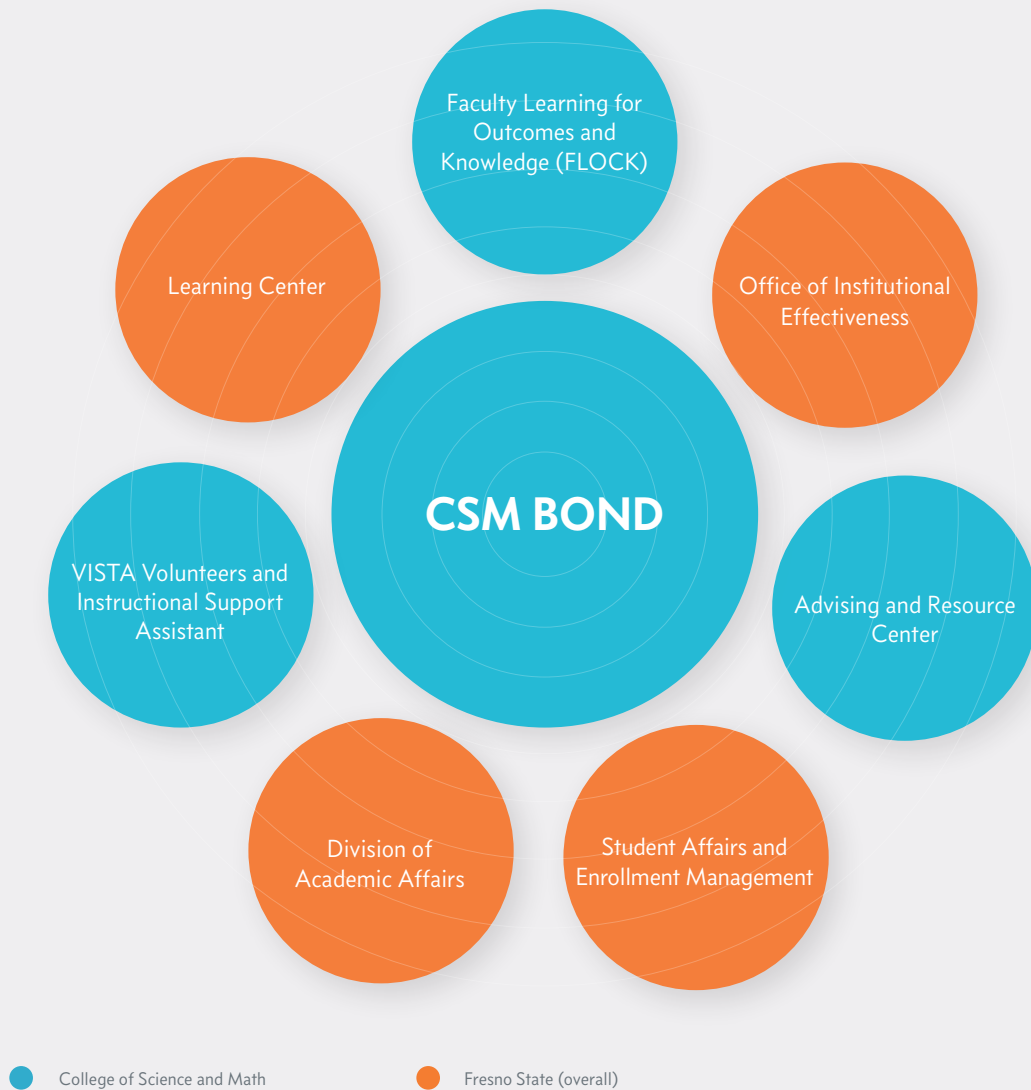 Faculty Learning for
Outcomes and
Knowledge (FLOCK)
Learning Center
Office of Institutional
Effectiveness
CSM BOND
VISTA Volunteers and
Instructional Support
Assistant
Advising and Resource
Center
Division of
Academic Affairs
Student Affairs and
Enrollment Management
College of Science and Math
Fresno State (overall)